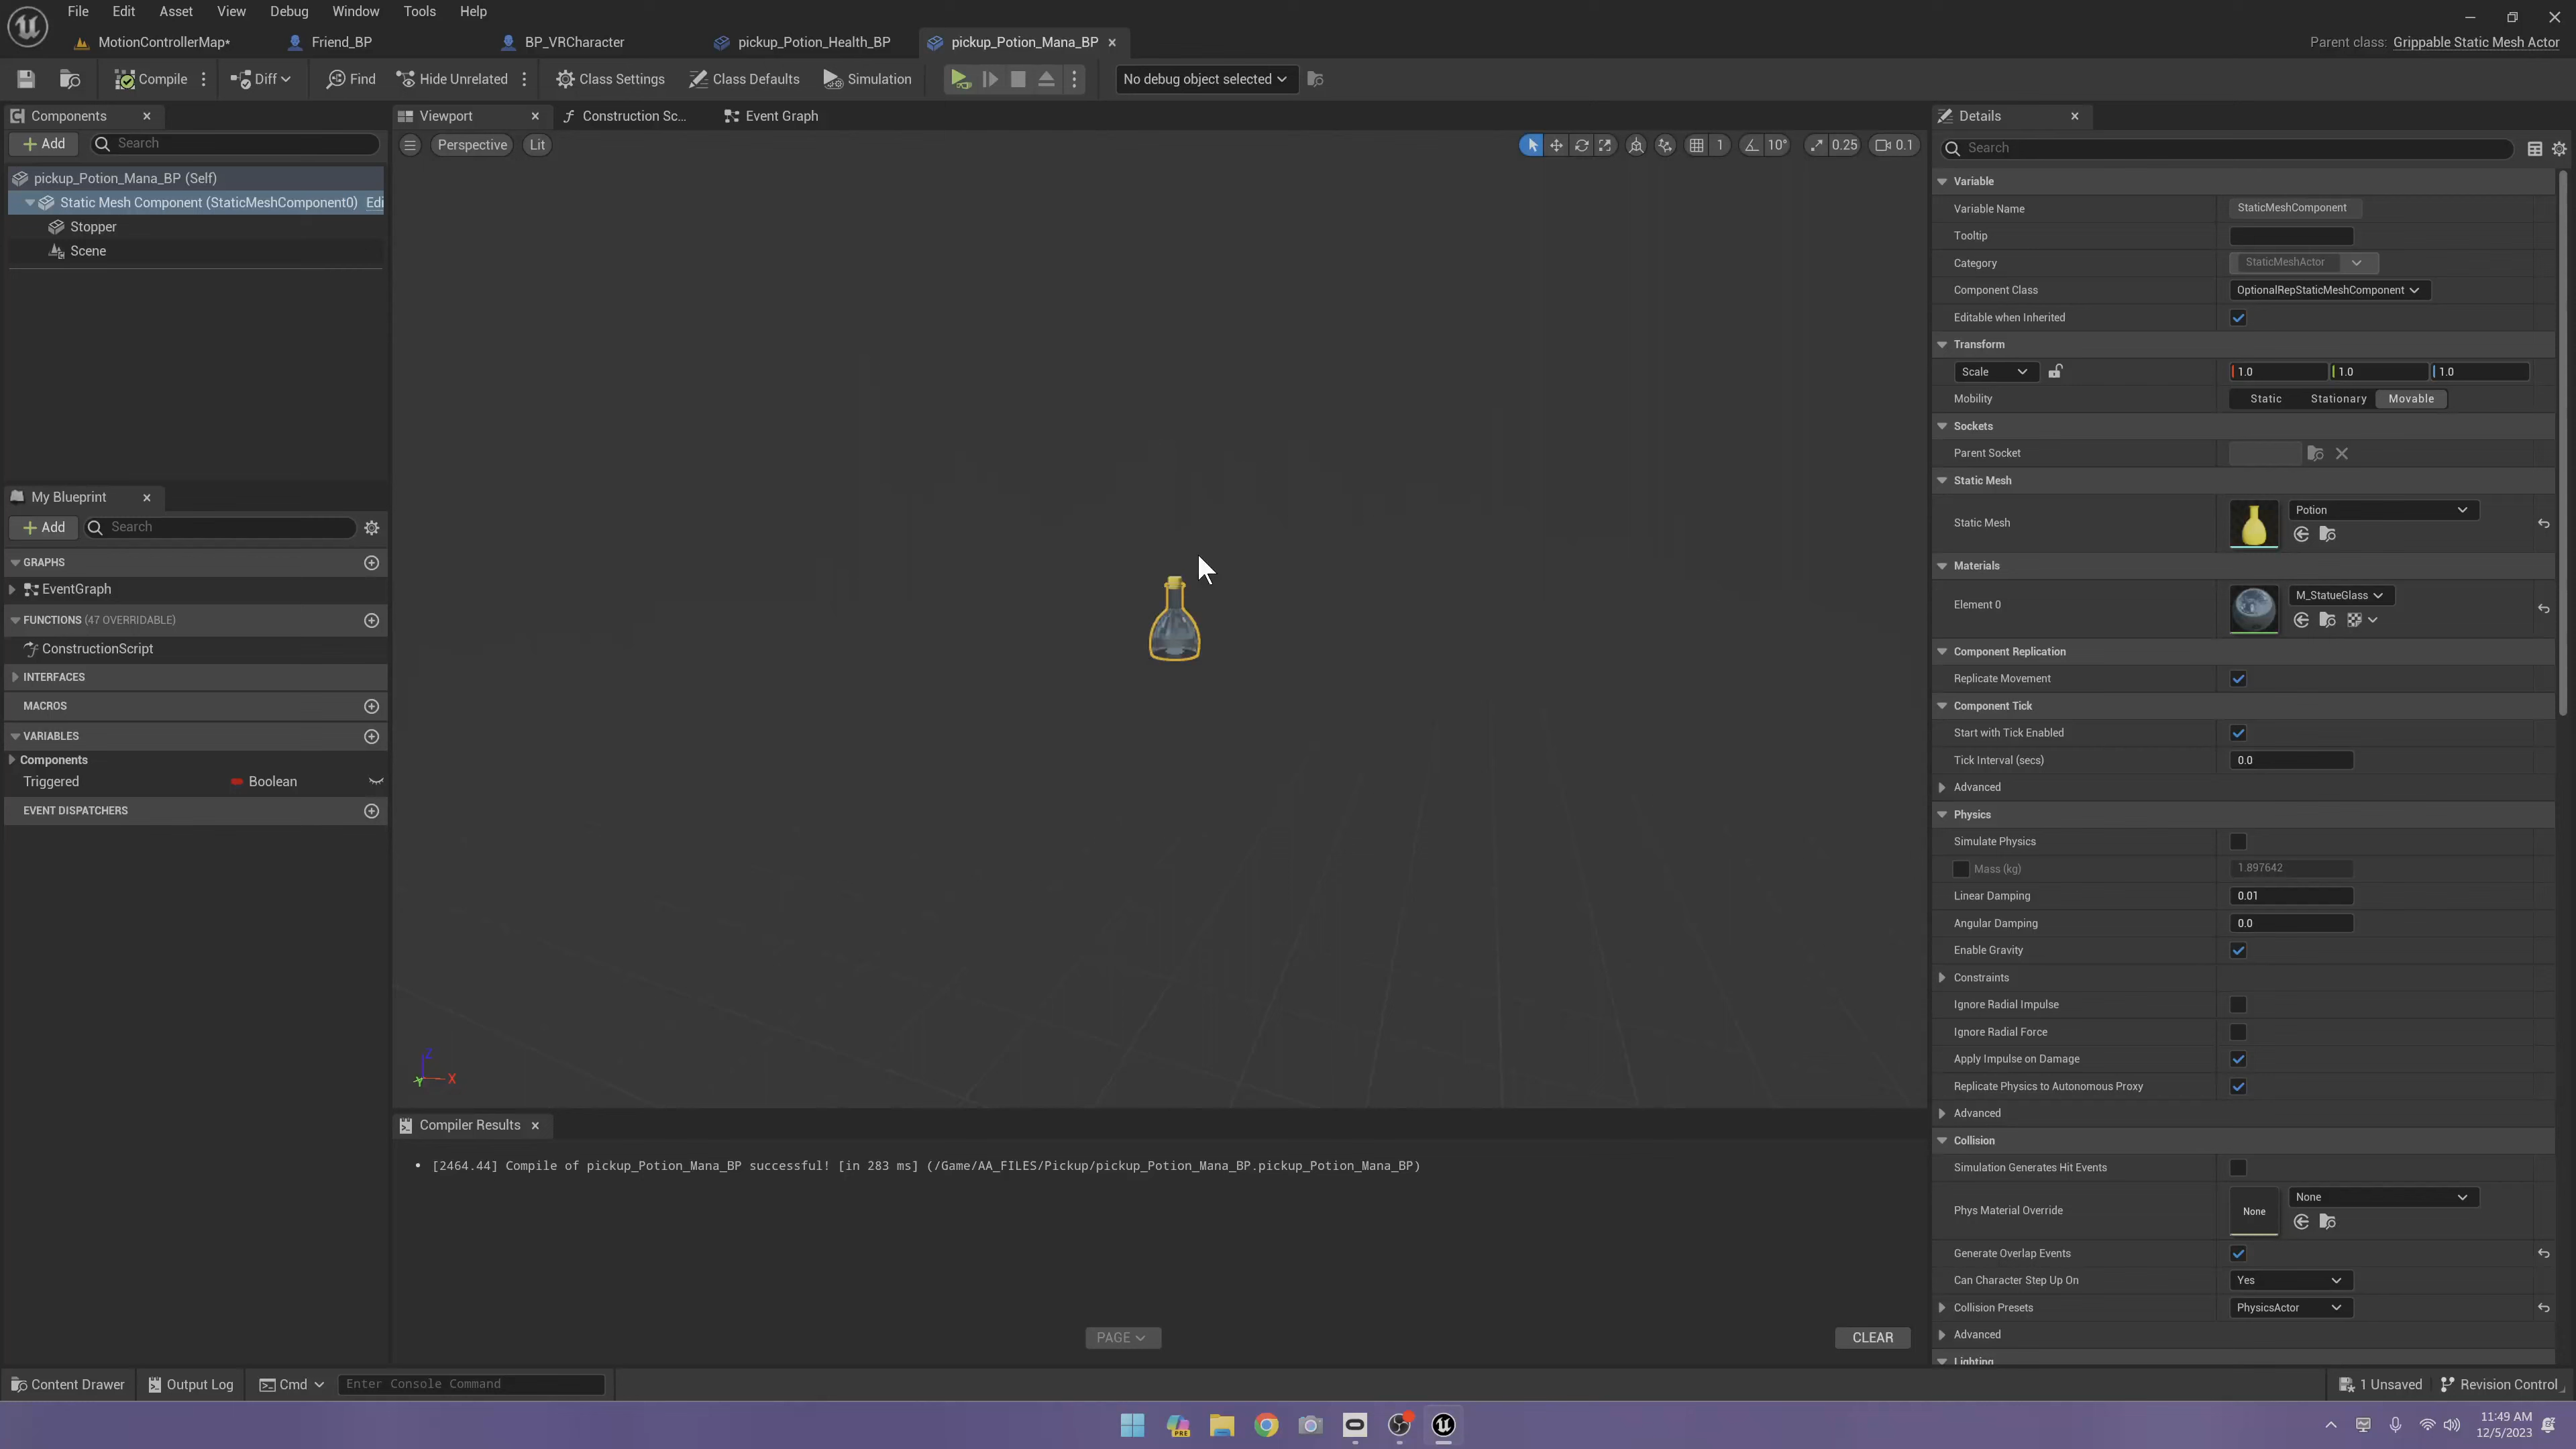 File Edit Asset View Debug Window Tools Help
MotionControllerMap* Friend_BP BP_VRCharacter pickup_Potion_Health_BP pickup_Potion_Mana_BP
Parent class: Grippable Static Mesh Actor
Compile Diff Find Hide Unrelated Class Settings Class Defaults Simulation No debug object selected
Components
Add Search
pickup_Potion_Mana_BP (Self)
Static Mesh Component (StaticMeshComponent0) Edi
Stopper
Scene
My Blueprint
Add Search
GRAPHS
EventGraph
FUNCTIONS (47 OVERRIDABLE)
ConstructionScript
INTERFACES
MACROS
VARIABLES
Components
Triggered Boolean
EVENT DISPATCHERS
Viewport Construction Sc... Event Graph
Perspective Lit 1 10° 0.25 0.1
Z
Y X
Compiler Results
• [2464.44] Compile of pickup_Potion_Mana_BP successful! [in 283 ms] (/Game/AA_FILES/Pickup/pickup_Potion_Mana_BP.pickup_Potion_Mana_BP)
PAGE CLEAR
Details
Search
Variable
Variable Name StaticMeshComponent
Tooltip
Category StaticMeshActor
Component Class OptionalRepStaticMeshComponent
Editable when Inherited
Transform
Scale 1.0 1.0 1.0
Mobility Static Stationary Movable
Sockets
Parent Socket
Static Mesh
Static Mesh Potion
Materials
Element 0 M_StatueGlass
Component Replication
Replicate Movement
Component Tick
Start with Tick Enabled
Tick Interval (secs) 0.0
Advanced
Physics
Simulate Physics
Mass (kg) 1.897642
Linear Damping 0.01
Angular Damping 0.0
Enable Gravity
Constraints
Ignore Radial Impulse
Ignore Radial Force
Apply Impulse on Damage
Replicate Physics to Autonomous Proxy
Advanced
Collision
Simulation Generates Hit Events
Phys Material Override None None
Generate Overlap Events
Can Character Step Up On Yes
Collision Presets PhysicsActor
Advanced
Lighting
Content Drawer Output Log Cmd Enter Console Command 1 Unsaved Revision Control
PRE
11:49 AM
12/5/2023